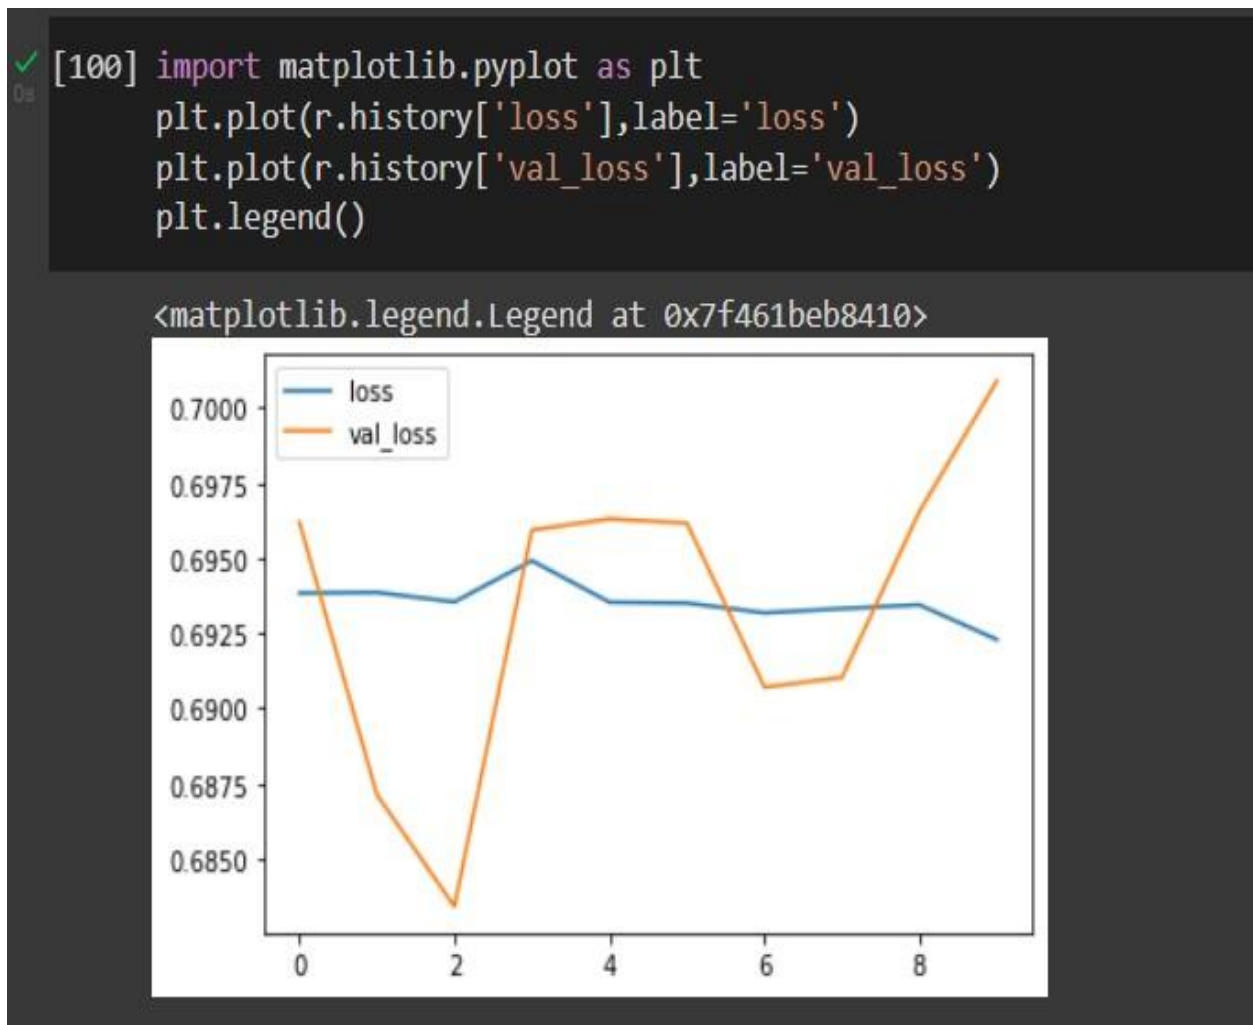 [100] import matplotlib.pyplot as plt
0s
plt.plot(r.history['loss'],label='loss')
plt.plot(r.history['val_loss'],label='val_loss')
plt.legend()
<matplotlib.legend.Legend at 0x7f461beb8410>
loss
val_loss
0.7000
0.6975
0.6950
0.6925
0.6900
0.6875
0.6850
0 2 4 6 8